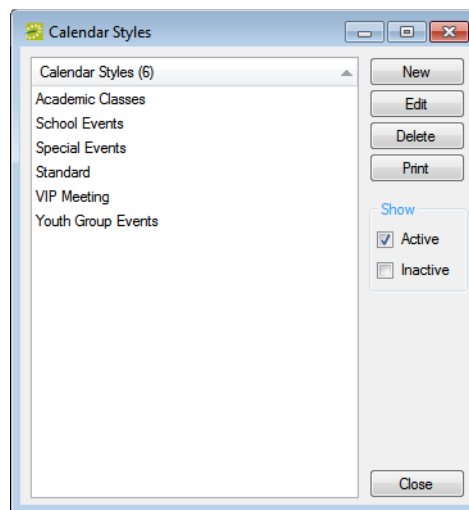 Calendar Styles
Calendar Styles (6)
Academic Classes
School Events
Special Events
Standard
VIP Meeting
Youth Group Events
New
Edit
Delete
Print
Show
Active
Inactive
Close